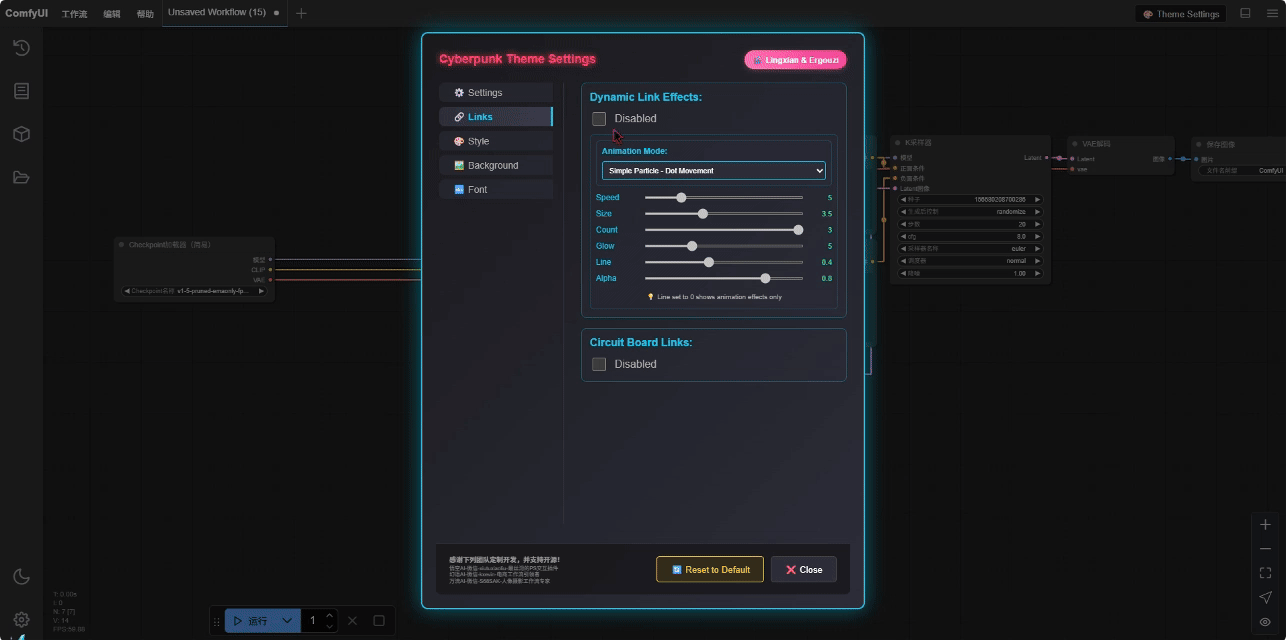 ComfyUI 工作流 编辑 帮助 Unsaved Workflow (15) Theme Settings
Cyberpunk Theme Settings
Lingxian & Ergouzi
Settings
Links
Style
Background
Font
Dynamic Link Effects:
Disabled
Animation Mode:
Simple Particle - Dot Movement
Speed 5
Size 3.5
Count 3
Glow 5
Line 0.4
Alpha 0.8
Line set to 0 shows animation effects only
Circuit Board Links:
Disabled
感谢下列团队定制开发，并支持开源！
Reset to Default
Close
Checkpoint加载器（简易）
模型
CLIP
VAE
Checkpoint名称 v1-5-pruned-emaonly-fp...
K采样器
模型 Latent
正面条件
负面条件
Latent图像
种子 156680208700286
生成后控制 randomize
步数 20
cfg 8.0
采样器名称 euler
调度器 normal
降噪 1.00
VAE解码
Latent 图像
vae
保存图像
图片
文件名前缀 ComfyUI
T: 0.00s
I: 0
N: 7 [7]
V: 14
运行 1